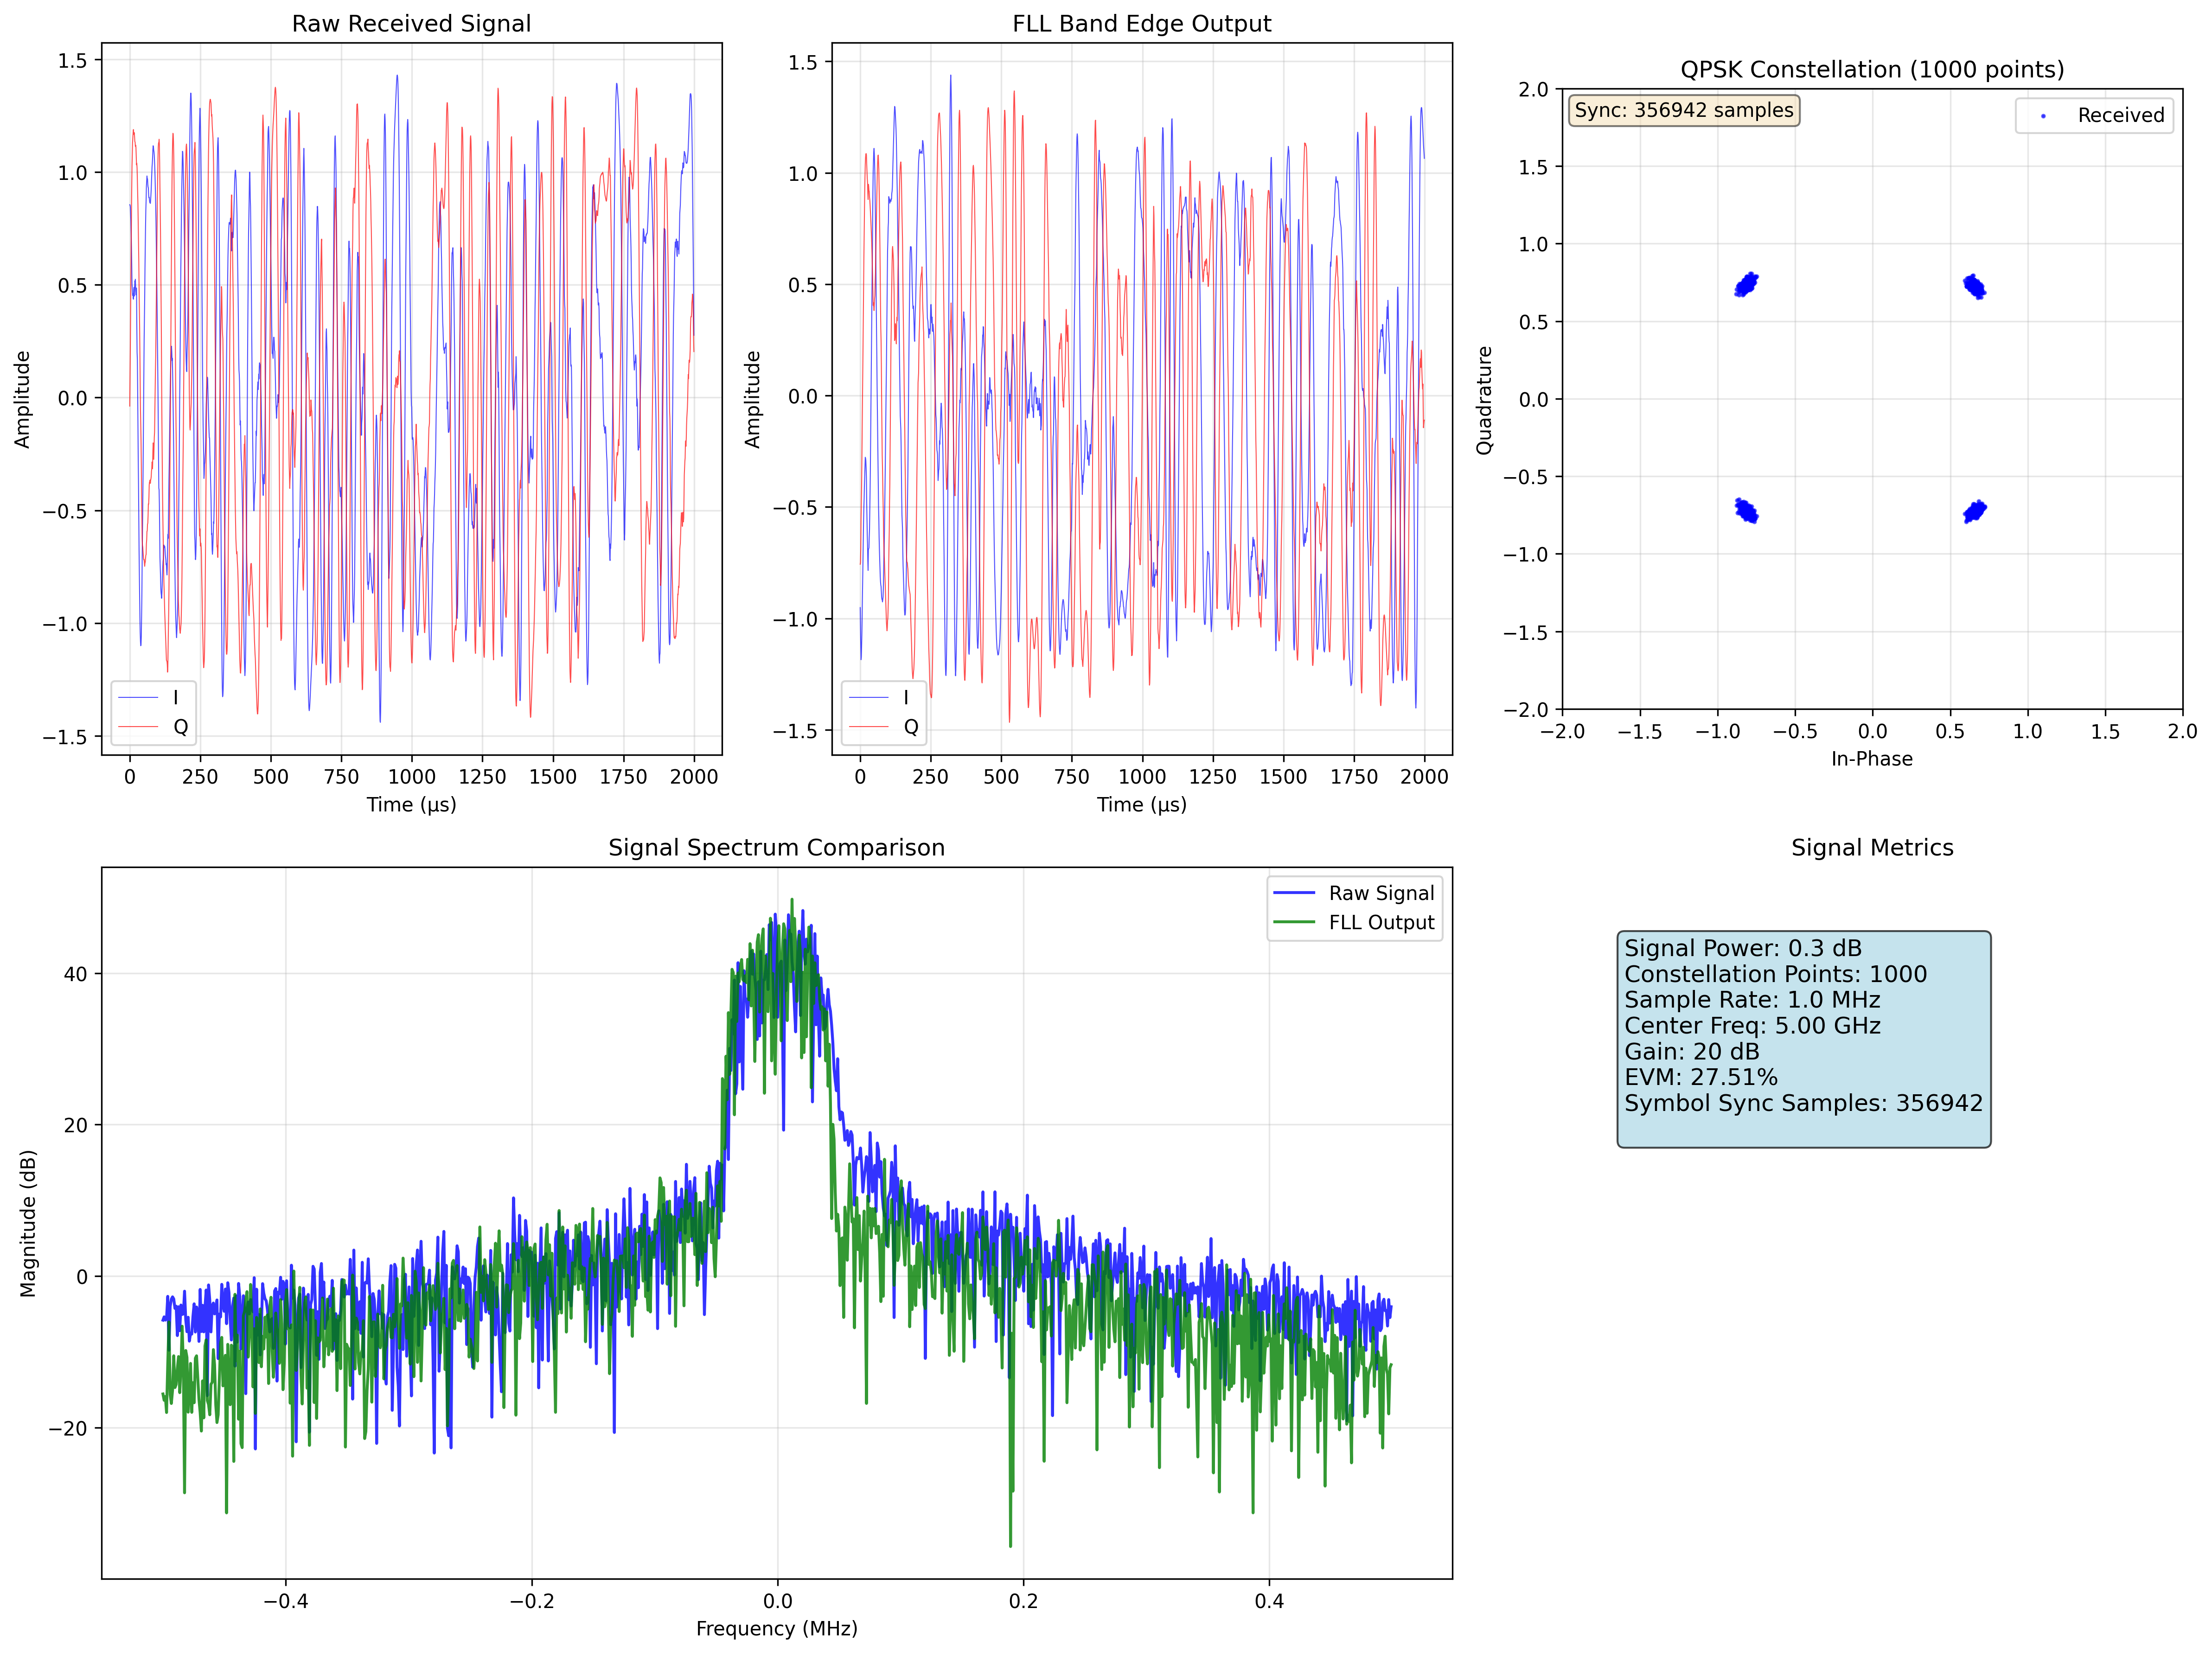 Raw Received Signal
1.5
1.0
0.5
0.0
−0.5
−1.0
−1.5
Amplitude
I
Q
0 250 500 750 1000 1250 1500 1750 2000
Time (µs)
FLL Band Edge Output
1.5
1.0
0.5
0.0
−0.5
−1.0
−1.5
Amplitude
I
Q
0 250 500 750 1000 1250 1500 1750 2000
Time (µs)
QPSK Constellation (1000 points)
Sync: 356942 samples
Received
2.0
1.5
1.0
0.5
0.0
−0.5
−1.0
−1.5
−2.0
Quadrature
−2.0 −1.5 −1.0 −0.5 0.0 0.5 1.0 1.5 2.0
In-Phase
Signal Spectrum Comparison
Raw Signal
FLL Output
40
20
0
−20
Magnitude (dB)
−0.4 −0.2 0.0 0.2 0.4
Frequency (MHz)
Signal Metrics
Signal Power: 0.3 dB
Constellation Points: 1000
Sample Rate: 1.0 MHz
Center Freq: 5.00 GHz
Gain: 20 dB
EVM: 27.51%
Symbol Sync Samples: 356942